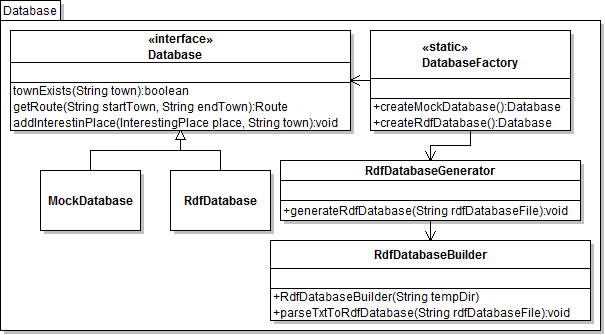 Database
«interface»
Database
townExists(String town):boolean
getRoute(String startTown, String endTown):Route
addInterestinPlace(InterestingPlace place, String town):void
«static»
DatabaseFactory
+createMockDatabase():Database
+createRdfDatabase():Database
MockDatabase
RdfDatabase
RdfDatabaseGenerator
+generateRdfDatabase(String rdfDatabaseFile):void
RdfDatabaseBuilder
+RdfDatabaseBuilder(String tempDir)
+parseTxtToRdfDatabase(String rdfDatabaseFile):void